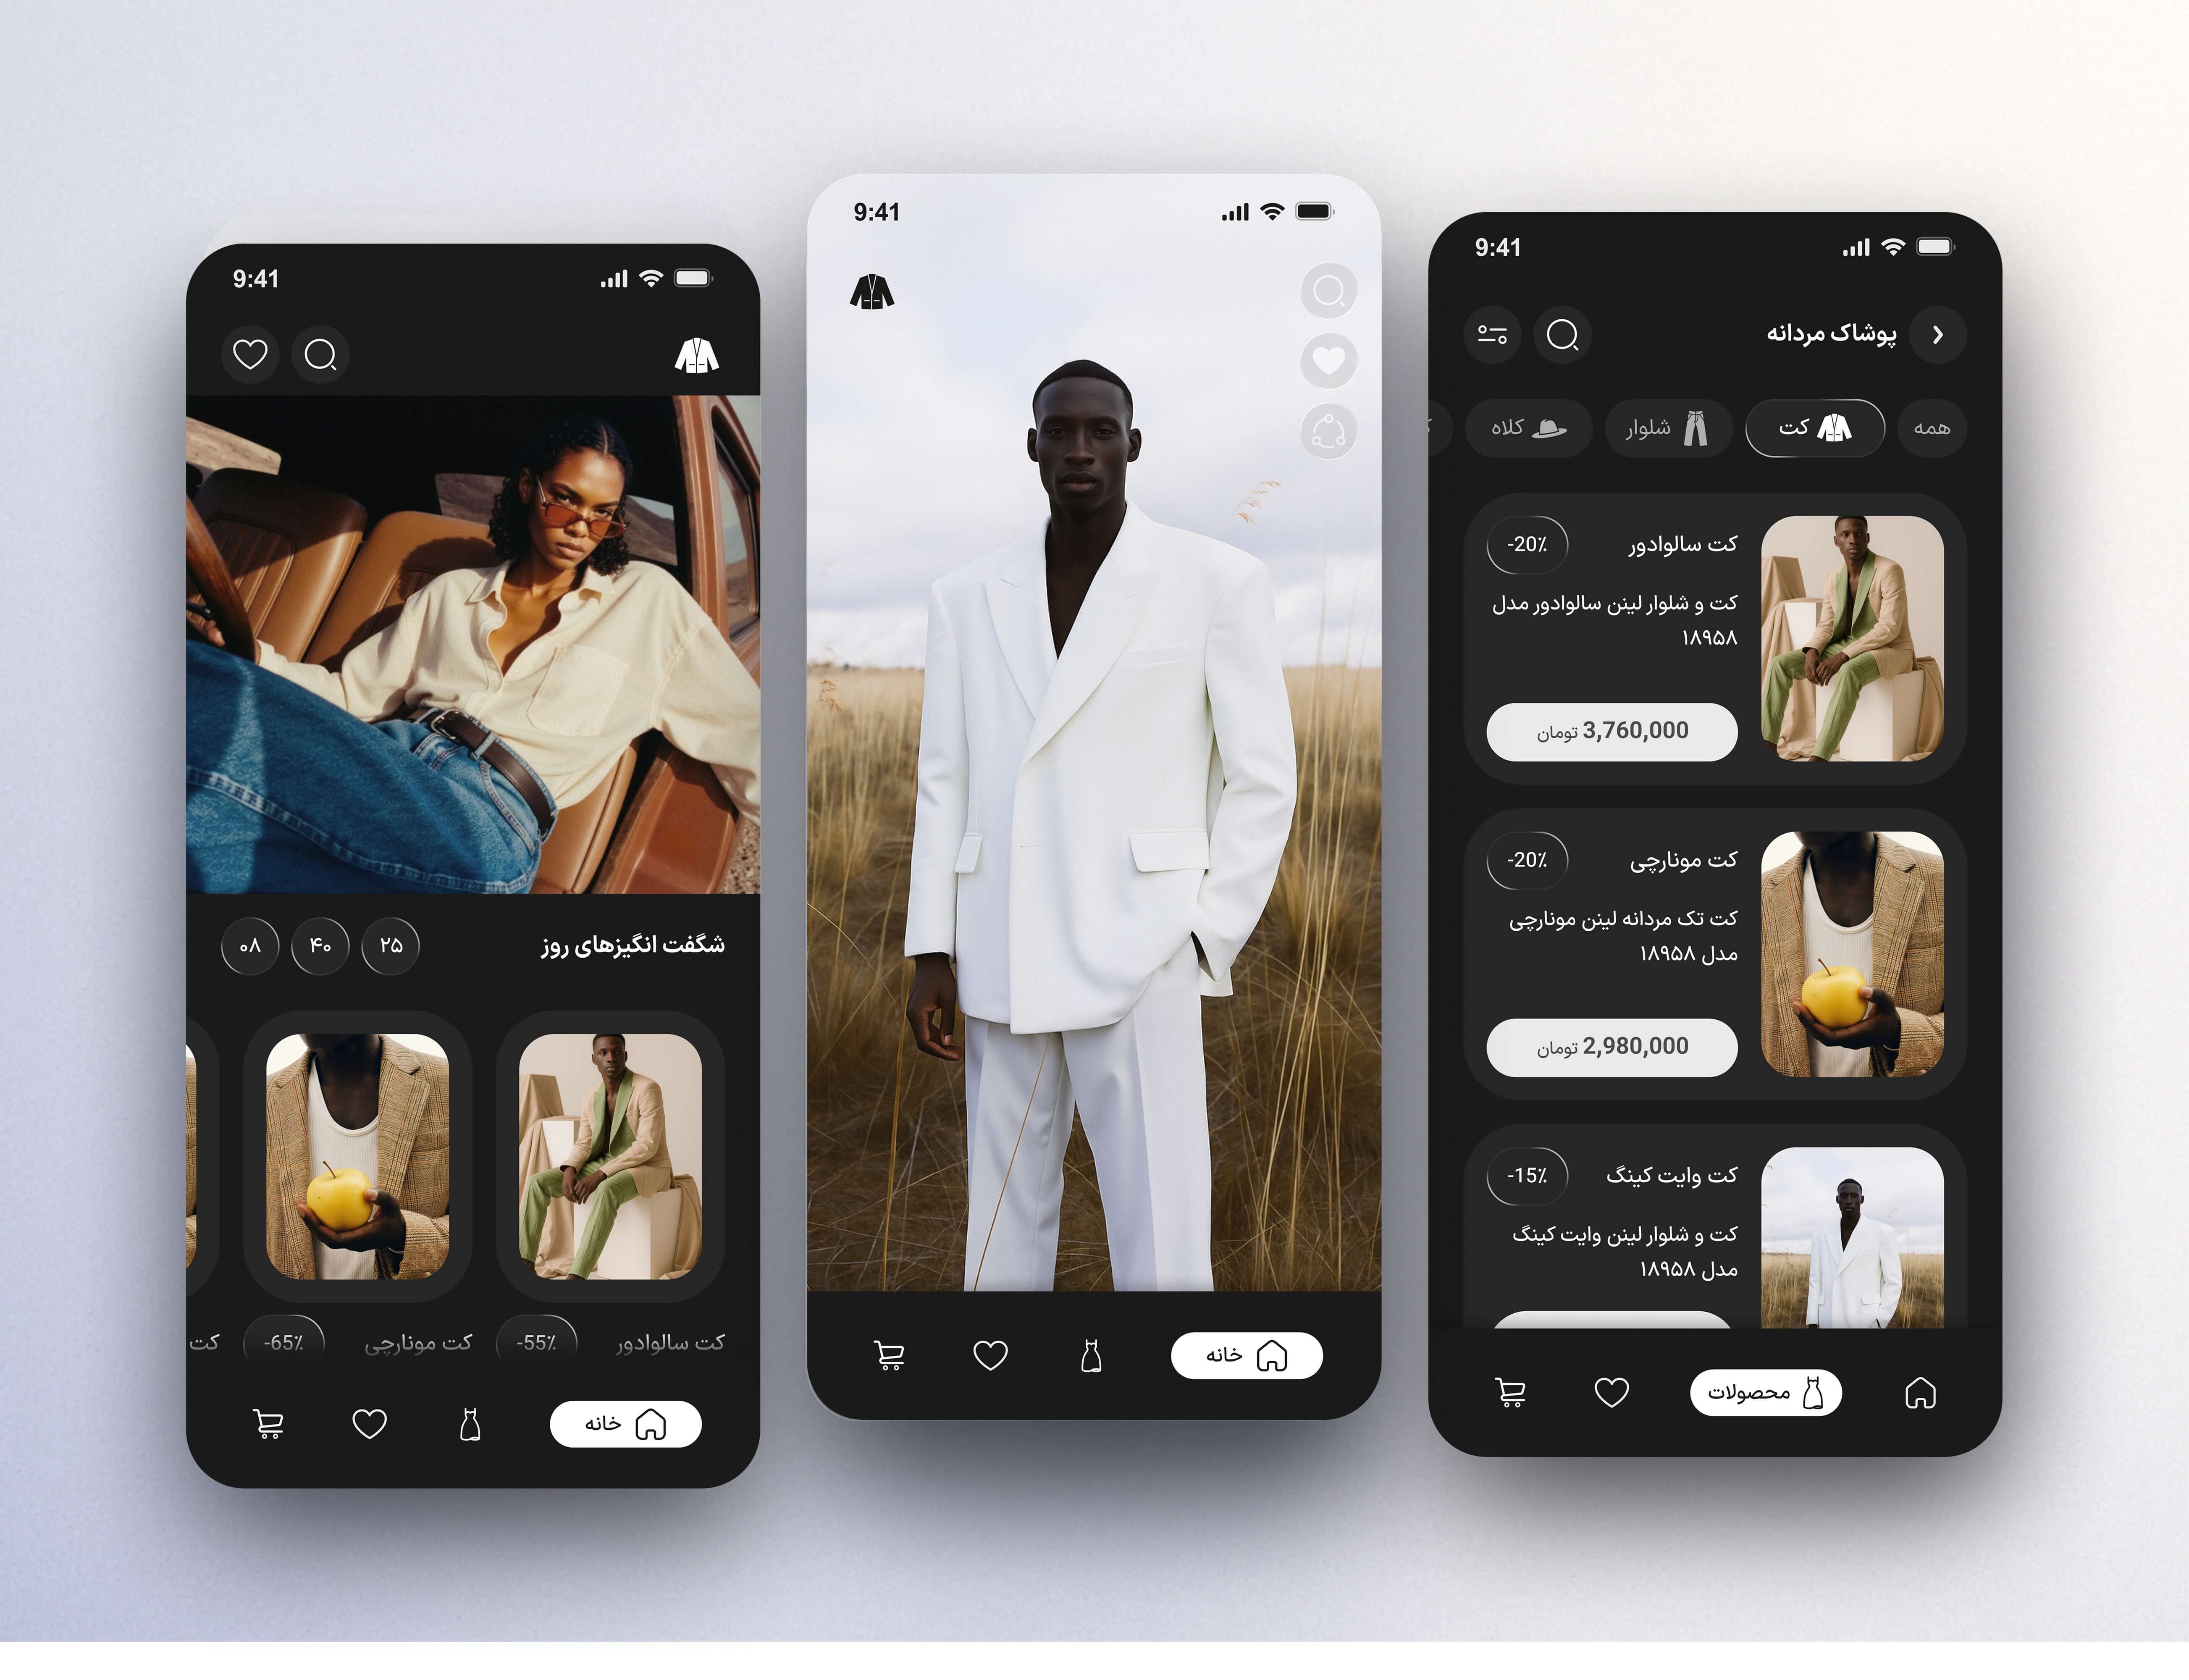 9:41
شگفت انگیزهای روز
۲۵
۴۰
۰۸
کت سالوادور
-55٪
کت مونارچی
-65٪
کت
خانه
9:41
خانه
9:41
پوشاک مردانه
همه
کت
شلوار
کلاه
کت سالوادور
-20٪
کت و شلوار لینن سالوادور مدل
۱۸۹۵۸
3,760,000 تومان
کت مونارچی
-20٪
کت تک مردانه لینن مونارچی
مدل ۱۸۹۵۸
2,980,000 تومان
کت وایت کینگ
-15٪
کت و شلوار لینن وایت کینگ
مدل ۱۸۹۵۸
محصولات